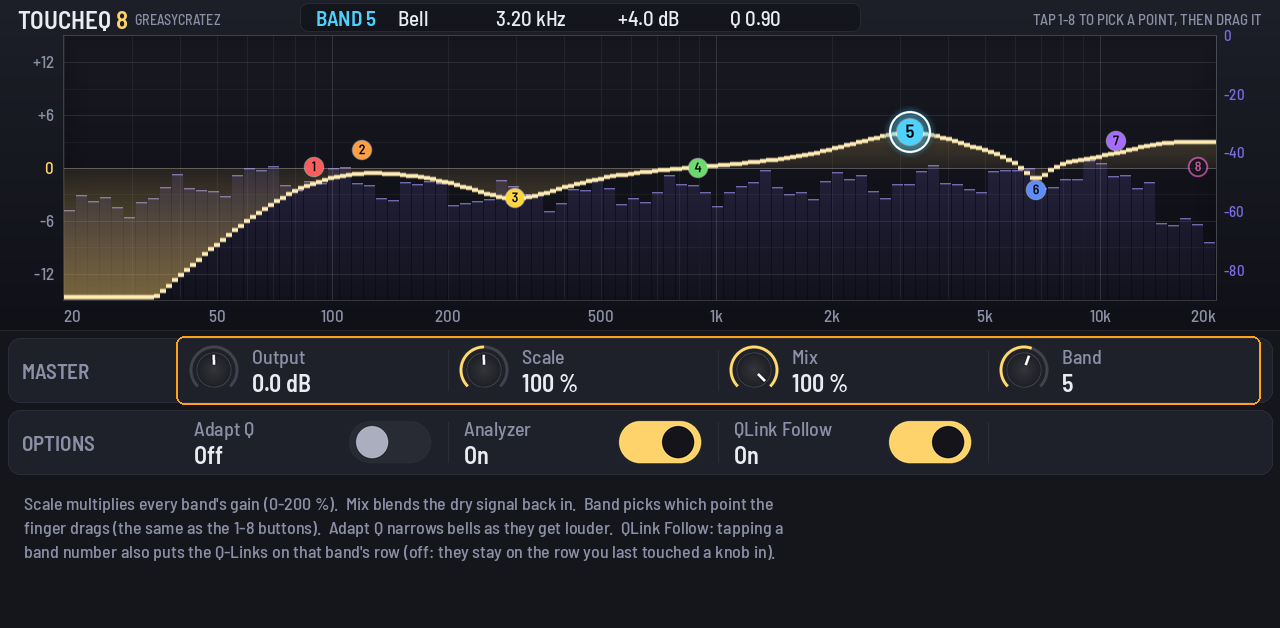 TOUCHEQ 8 GREASYCRATEZ
BAND 5 Bell 3.20 kHz +4.0 dB Q 0.90
TAP 1-8 TO PICK A POINT, THEN DRAG IT
+12
+6
0
-6
-12
0
-20
-40
-60
-80
1
2
3
4
5
6
7
8
20 50 100 200 500 1k 2k 5k 10k 20k
MASTER
Output
0.0 dB
Scale
100 %
Mix
100 %
Band
5
OPTIONS
Adapt Q
Off
Analyzer
On
QLink Follow
On
Scale multiplies every band's gain (0-200 %). Mix blends the dry signal back in. Band picks which point the
finger drags (the same as the 1-8 buttons). Adapt Q narrows bells as they get louder. QLink Follow: tapping a
band number also puts the Q-Links on that band's row (off: they stay on the row you last touched a knob in).